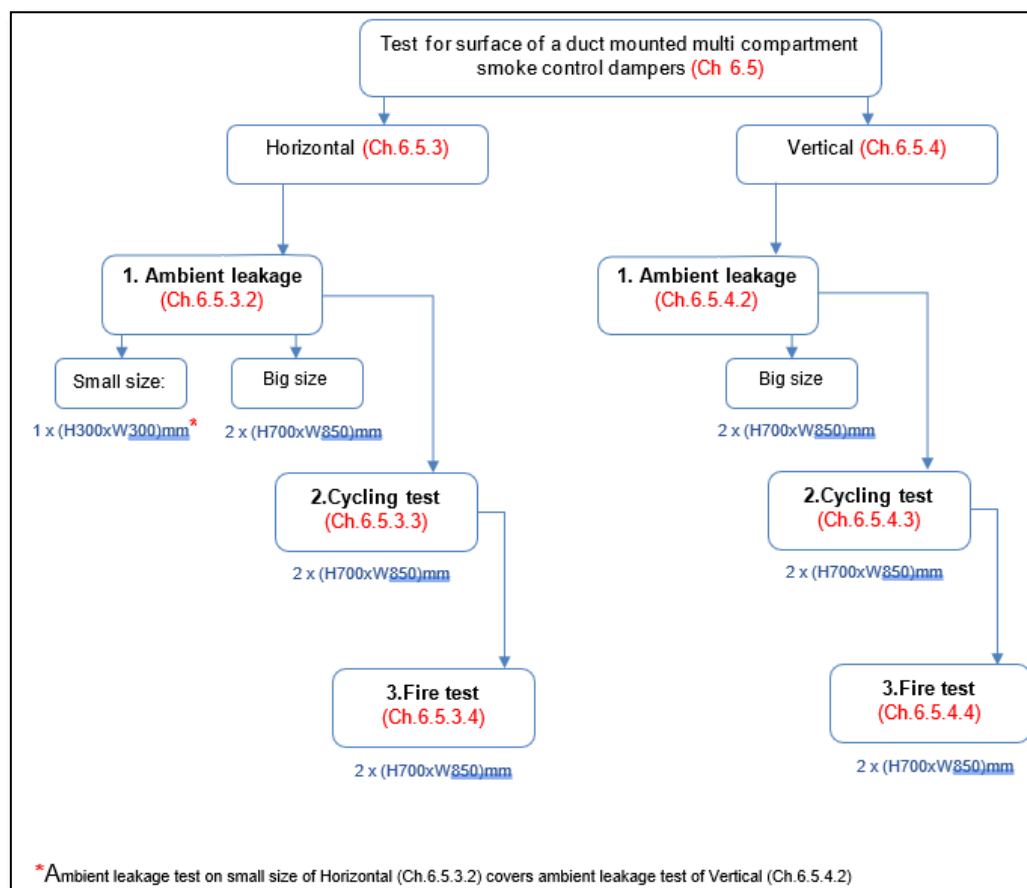 Test for surface of a duct mounted multi compartment
smoke control dampers (Ch 6.5)
Horizontal (Ch.6.5.3)
Vertical (Ch.6.5.4)
1. Ambient leakage
(Ch.6.5.3.2)
1. Ambient leakage
(Ch.6.5.4.2)
Small size:
Big size
Big size
1 x (H300xW300)mm*
2 x (H700xW850)mm
2 x (H700xW850)mm
2.Cycling test
(Ch.6.5.3.3)
2.Cycling test
(Ch.6.5.4.3)
2 x (H700xW850)mm
2 x (H700xW850)mm
3.Fire test
(Ch.6.5.3.4)
3.Fire test
(Ch.6.5.4.4)
2 x (H700xW850)mm
2 x (H700xW850)mm
*Ambient leakage test on small size of Horizontal (Ch.6.5.3.2) covers ambient leakage test of Vertical (Ch.6.5.4.2)